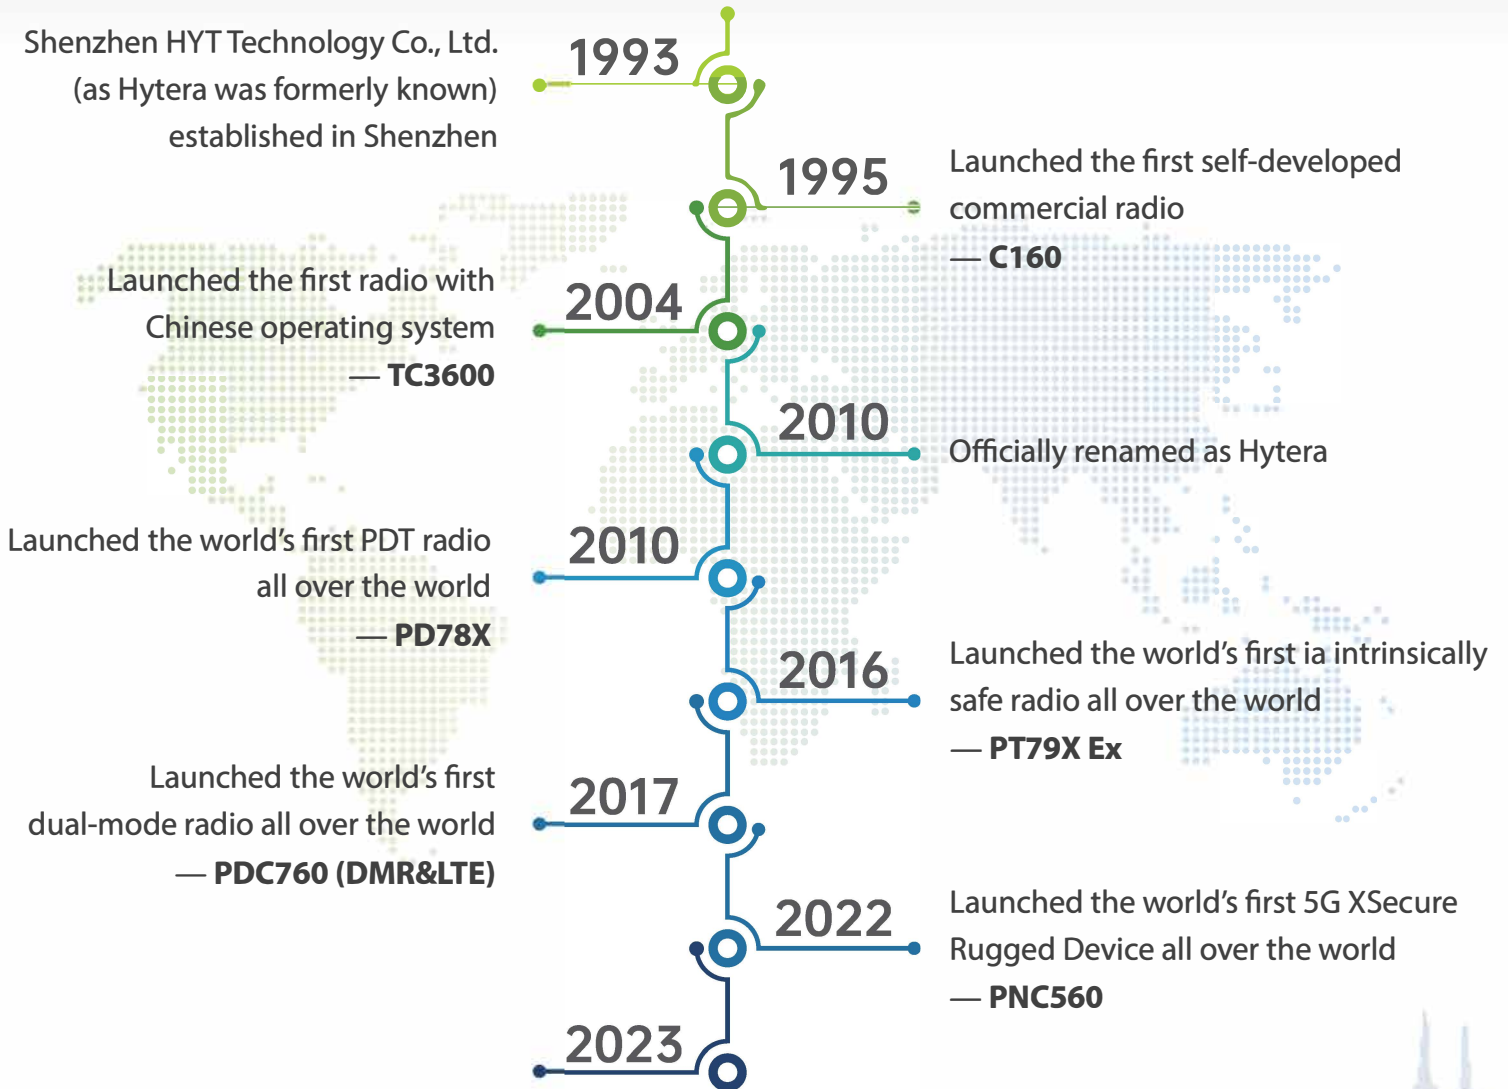 1993
Shenzhen HYT Technology Co., Ltd.
(as Hytera was formerly known)
established in Shenzhen
1995
Launched the first self-developed
commercial radio
— C160
2004
Launched the first radio with
Chinese operating system
— TC3600
2010
Officially renamed as Hytera
2010
Launched the world’s first PDT radio
all over the world
— PD78X
2016
Launched the world’s first ia intrinsically
safe radio all over the world
— PT79X Ex
2017
Launched the world’s first
dual-mode radio all over the world
— PDC760 (DMR&LTE)
2022
Launched the world’s first 5G XSecure
Rugged Device all over the world
— PNC560
2023